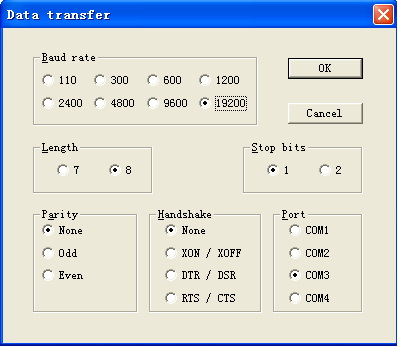 Data transfer
Baud rate
110 300 600 1200
2400 4800 9600 19200
OK
Cancel
Length
7 8
Stop bits
1 2
Parity
None
Odd
Even
Handshake
None
XON / XOFF
DTR / DSR
RTS / CTS
Port
COM1
COM2
COM3
COM4